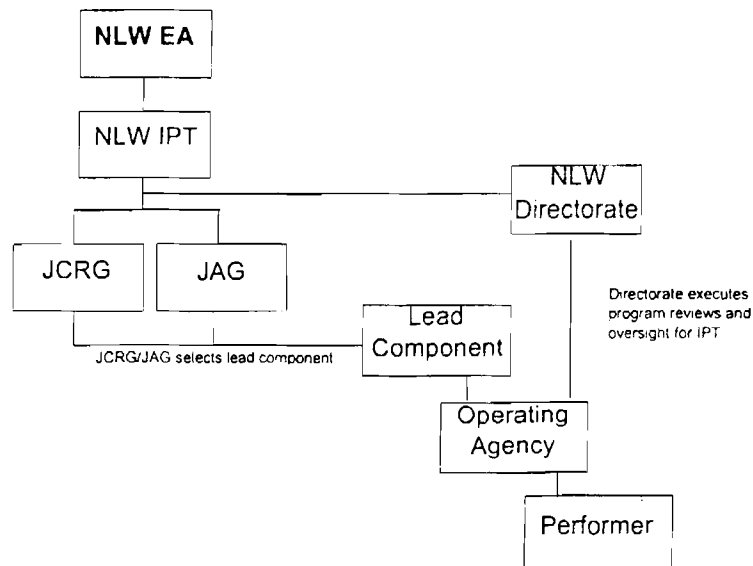 NLW EA
NLW IPT
NLW
Directorate
JCRG
JAG
Directorate executes
program reviews and
oversight for IPT
Lead
Component
JCRG/JAG selects lead component
Operating
Agency
Performer